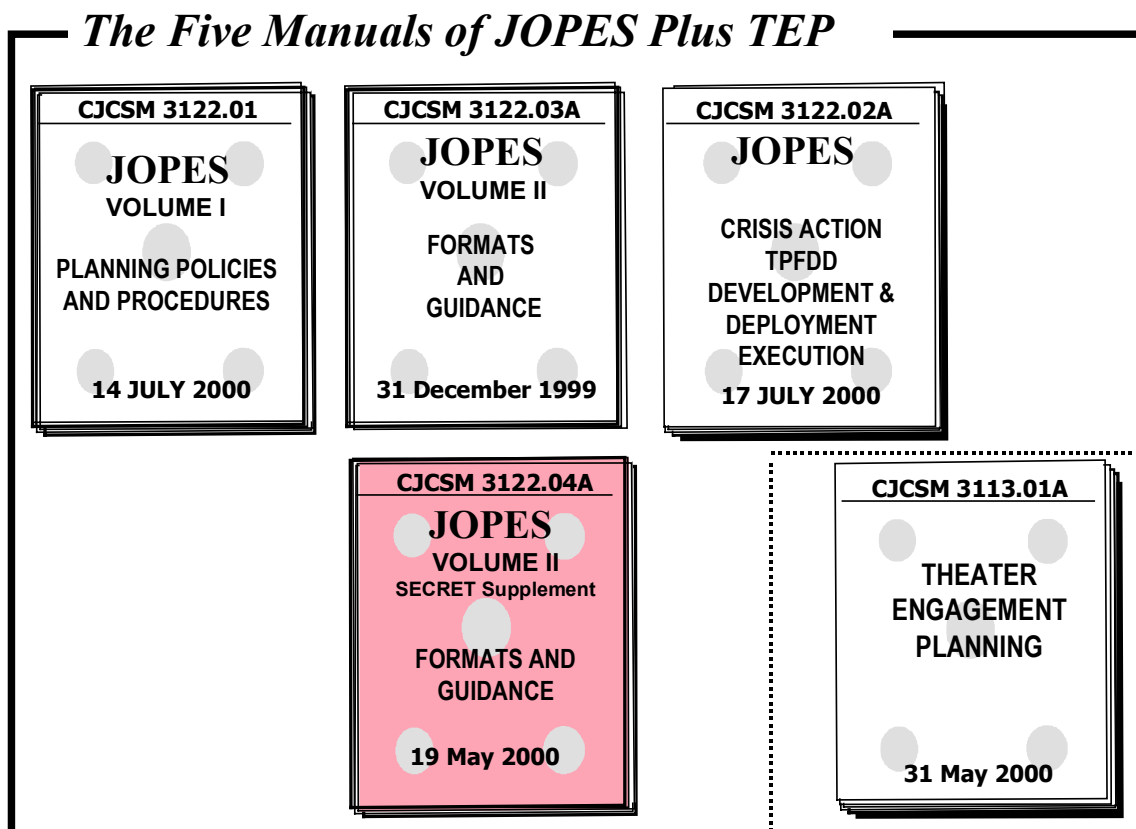 The Five Manuals of JOPES Plus TEP
CJCSM 3122.01
JOPES
VOLUME I
PLANNING POLICIES
AND PROCEDURES
14 JULY 2000
CJCSM 3122.03A
JOPES
VOLUME II
FORMATS
AND
GUIDANCE
31 December 1999
CJCSM 3122.02A
JOPES
CRISIS ACTION
TPFDD
DEVELOPMENT &
DEPLOYMENT
EXECUTION
17 JULY 2000
CJCSM 3122.04A
JOPES
VOLUME II
SECRET Supplement
FORMATS AND
GUIDANCE
19 May 2000
CJCSM 3113.01A
THEATER
ENGAGEMENT
PLANNING
31 May 2000